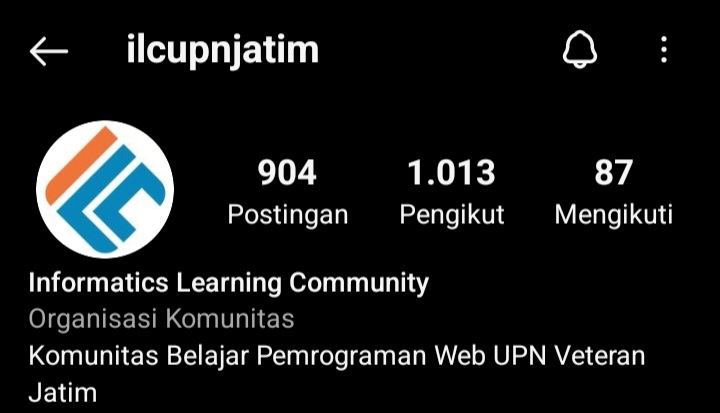 ilcupnjatim
904 1.013 87
Postingan Pengikut Mengikuti
Informatics Learning Community
Organisasi Komunitas
Komunitas Belajar Pemrograman Web UPN Veteran
Jatim